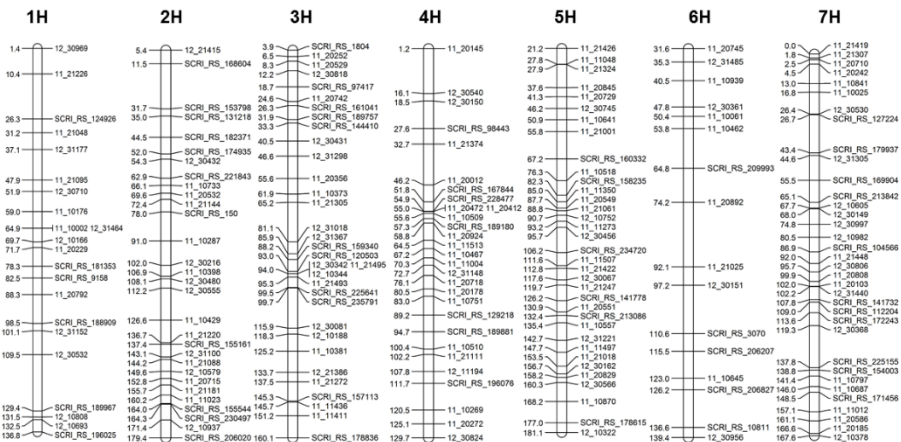 1H 2H 3H 4H 5H 6H 7H
1.4 12_30969
10.4 11_21226
26.3 SCRI_RS_124926
31.2 11_21048
37.1 12_31177
47.9 11_21095
51.9 12_30710
59.0 11_10176
64.9 11_10002 12_31464
69.7 12_10166
71.7 11_20229
78.3 SCRI_RS_181353
82.5 SCRI_RS_9158
88.3 11_20792
98.5 SCRI_RS_188909
101.1 12_31152
109.5 12_30532
129.4 SCRI_RS_189967
131.5 12_10808
132.5 12_10693
136.8 SCRI_RS_196025
5.4 12_21415
11.5 SCRI_RS_168604
31.7 SCRI_RS_153798
35.0 SCRI_RS_131218
44.5 SCRI_RS_182371
52.0 SCRI_RS_174935
54.3 12_30432
62.9 SCRI_RS_221843
66.1 11_10733
69.6 11_20532
72.4 11_21144
78.0 SCRI_RS_150
91.0 11_10287
102.0 12_30216
106.9 11_10398
108.1 12_30480
112.2 12_30555
126.6 11_10429
136.7 11_21220
137.4 SCRI_RS_155161
143.1 12_31100
144.2 11_21088
149.6 12_10579
152.8 11_20715
155.7 11_21181
160.2 11_11023
164.0 SCRI_RS_155544
164.3 SCRI_RS_230497
171.4 12_10937
179.4 SCRI_RS_206020
3.9 SCRI_RS_1804
6.5 11_20252
8.3 11_20529
12.2 12_30818
18.7 SCRI_RS_97417
24.6 11_20742
26.3 SCRI_RS_161041
31.9 SCRI_RS_189757
33.3 SCRI_RS_144410
40.5 12_30431
46.6 12_31298
55.6 11_20356
61.9 11_10373
65.2 11_21305
81.1 12_31018
85.9 12_31367
88.2 SCRI_RS_159340
93.0 SCRI_RS_120503
94.0 12_30342 11_21495
12_10344
95.3 11_21493
99.5 SCRI_RS_225641
99.7 SCRI_RS_235791
115.9 12_30081
118.3 12_10188
125.2 11_10381
133.7 12_21386
137.5 11_21272
145.3 SCRI_RS_157113
145.7 11_11436
151.2 11_11411
160.1 SCRI_RS_178836
1.2 11_20145
16.1 12_30540
18.5 12_30150
27.6 SCRI_RS_98443
32.7 11_21374
46.2 11_20012
51.8 SCRI_RS_167844
54.9 SCRI_RS_228477
55.0 11_20472 11_20412
55.6 11_10509
57.3 SCRI_RS_189180
58.8 11_20924
64.5 11_11513
67.2 11_10467
70.3 11_11004
72.7 12_31148
76.1 11_20718
80.5 11_20178
83.0 11_10751
89.2 SCRI_RS_129218
94.7 SCRI_RS_189881
100.4 11_10510
102.2 11_21111
107.8 12_11194
111.7 SCRI_RS_196076
120.5 11_10269
125.1 11_20272
129.7 12_30824
21.2 11_21426
27.8 11_11048
27.9 11_21324
37.6 11_20845
41.3 11_20729
46.2 12_30745
50.9 11_10641
55.8 11_21001
67.2 SCRI_RS_160332
76.3 11_10518
82.3 SCRI_RS_158235
85.0 11_11350
87.7 11_20549
88.8 11_21061
90.7 12_10752
93.2 11_11273
95.7 12_30456
106.2 SCRI_RS_234720
111.6 11_11507
112.8 11_21422
117.6 12_30067
119.7 11_21247
126.2 SCRI_RS_141778
130.9 11_20551
132.4 SCRI_RS_213086
135.4 11_10557
142.7 12_31221
147.7 11_11497
153.5 11_21018
156.7 12_30162
158.2 11_20829
160.3 12_30566
168.2 11_10870
177.0 SCRI_RS_178615
181.1 12_10322
31.6 11_20745
35.3 12_31485
40.5 11_10939
47.8 12_30361
50.4 11_10061
53.8 11_10462
64.8 SCRI_RS_209993
74.2 11_20892
92.1 11_21025
97.2 12_30151
110.6 SCRI_RS_3070
115.5 SCRI_RS_206207
123.0 11_10645
126.2 SCRI_RS_206827
136.6 SCRI_RS_10811
139.4 12_30956
0.0 11_21419
1.8 11_21307
2.5 11_20710
4.5 11_20242
13.0 11_10841
16.8 11_10025
26.4 12_30530
26.7 SCRI_RS_127224
43.4 SCRI_RS_179937
44.6 12_31305
55.5 SCRI_RS_169904
65.1 SCRI_RS_213842
67.7 12_10605
68.0 12_30149
74.8 12_30997
80.5 12_10982
86.9 SCRI_RS_104566
92.0 11_21448
95.7 12_30806
99.9 11_20808
102.0 11_20103
102.2 12_31440
107.8 SCRI_RS_141732
109.0 SCRI_RS_112204
113.6 SCRI_RS_172243
119.3 12_30368
137.8 SCRI_RS_225155
138.8 SCRI_RS_154003
141.4 11_10797
146.0 12_10687
148.5 SCRI_RS_171456
157.1 11_11012
161.1 11_20586
166.6 12_20185
167.6 12_10378